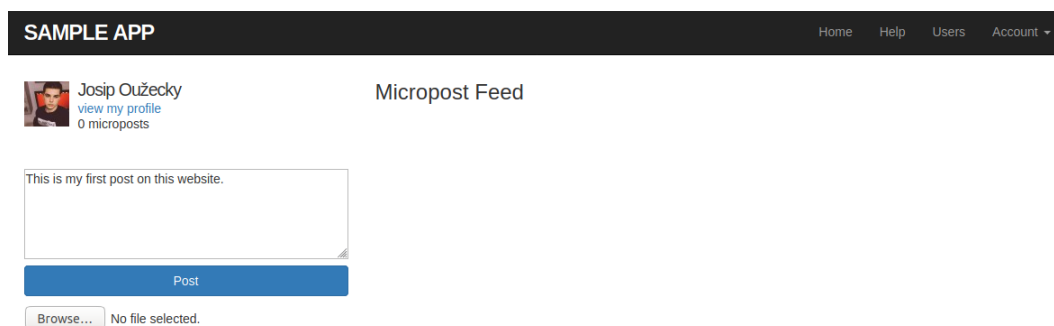 SAMPLE APP
Home Help Users Account
Josip Oužecky
view my profile
0 microposts
Micropost Feed
This is my first post on this website.
Post
Browse... No file selected.